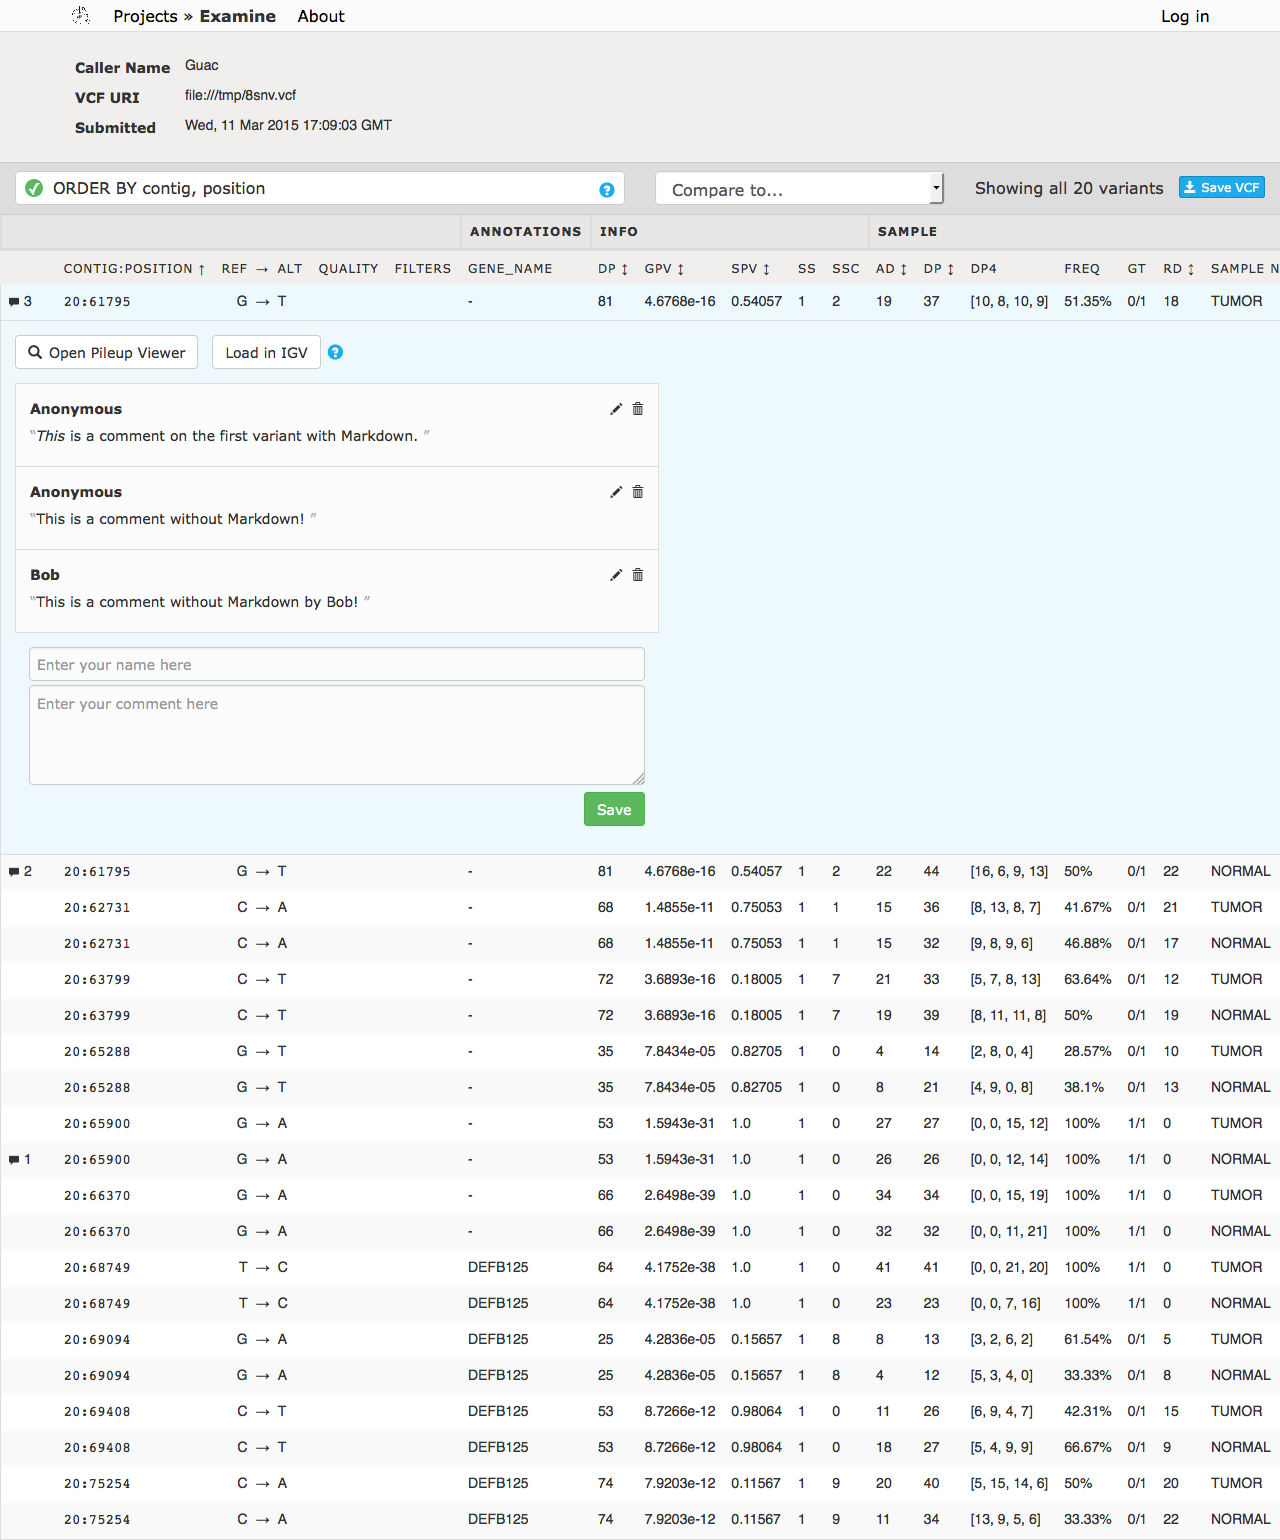 Projects » Examine About Log in
Caller Name Guac
VCF URI file:///tmp/8snv.vcf
Submitted Wed, 11 Mar 2015 17:09:03 GMT
ORDER BY contig, position ? Compare to... Showing all 20 variants Save VCF
ANNOTATIONS INFO SAMPLE
CONTIG:POSITION ↑ REF → ALT QUALITY FILTERS GENE_NAME DP ↕ GPV ↕ SPV ↕ SS SSC AD ↕ DP ↕ DP4 FREQ GT RD ↕ SAMPLE N
3 20:61795 G → T - 81 4.6768e-16 0.54057 1 2 19 37 [10, 8, 10, 9] 51.35% 0/1 18 TUMOR
Open Pileup Viewer Load in IGV ?
Anonymous
“This is a comment on the first variant with Markdown. ”
Anonymous
“This is a comment without Markdown! ”
Bob
“This is a comment without Markdown by Bob! ”
Enter your name here
Enter your comment here
Save
2 20:61795 G → T - 81 4.6768e-16 0.54057 1 2 22 44 [16, 6, 9, 13] 50% 0/1 22 NORMAL
20:62731 C → A - 68 1.4855e-11 0.75053 1 1 15 36 [8, 13, 8, 7] 41.67% 0/1 21 TUMOR
20:62731 C → A - 68 1.4855e-11 0.75053 1 1 15 32 [9, 8, 9, 6] 46.88% 0/1 17 NORMAL
20:63799 C → T - 72 3.6893e-16 0.18005 1 7 21 33 [5, 7, 8, 13] 63.64% 0/1 12 TUMOR
20:63799 C → T - 72 3.6893e-16 0.18005 1 7 19 39 [8, 11, 11, 8] 50% 0/1 19 NORMAL
20:65288 G → T - 35 7.8434e-05 0.82705 1 0 4 14 [2, 8, 0, 4] 28.57% 0/1 10 TUMOR
20:65288 G → T - 35 7.8434e-05 0.82705 1 0 8 21 [4, 9, 0, 8] 38.1% 0/1 13 NORMAL
20:65900 G → A - 53 1.5943e-31 1.0 1 0 27 27 [0, 0, 15, 12] 100% 1/1 0 TUMOR
1 20:65900 G → A - 53 1.5943e-31 1.0 1 0 26 26 [0, 0, 12, 14] 100% 1/1 0 NORMAL
20:66370 G → A - 66 2.6498e-39 1.0 1 0 34 34 [0, 0, 15, 19] 100% 1/1 0 TUMOR
20:66370 G → A - 66 2.6498e-39 1.0 1 0 32 32 [0, 0, 11, 21] 100% 1/1 0 NORMAL
20:68749 T → C DEFB125 64 4.1752e-38 1.0 1 0 41 41 [0, 0, 21, 20] 100% 1/1 0 TUMOR
20:68749 T → C DEFB125 64 4.1752e-38 1.0 1 0 23 23 [0, 0, 7, 16] 100% 1/1 0 NORMAL
20:69094 G → A DEFB125 25 4.2836e-05 0.15657 1 8 8 13 [3, 2, 6, 2] 61.54% 0/1 5 TUMOR
20:69094 G → A DEFB125 25 4.2836e-05 0.15657 1 8 4 12 [5, 3, 4, 0] 33.33% 0/1 8 NORMAL
20:69408 C → T DEFB125 53 8.7266e-12 0.98064 1 0 11 26 [6, 9, 4, 7] 42.31% 0/1 15 TUMOR
20:69408 C → T DEFB125 53 8.7266e-12 0.98064 1 0 18 27 [5, 4, 9, 9] 66.67% 0/1 9 NORMAL
20:75254 C → A DEFB125 74 7.9203e-12 0.11567 1 9 20 40 [5, 15, 14, 6] 50% 0/1 20 TUMOR
20:75254 C → A DEFB125 74 7.9203e-12 0.11567 1 9 11 34 [13, 9, 5, 6] 33.33% 0/1 22 NORMAL